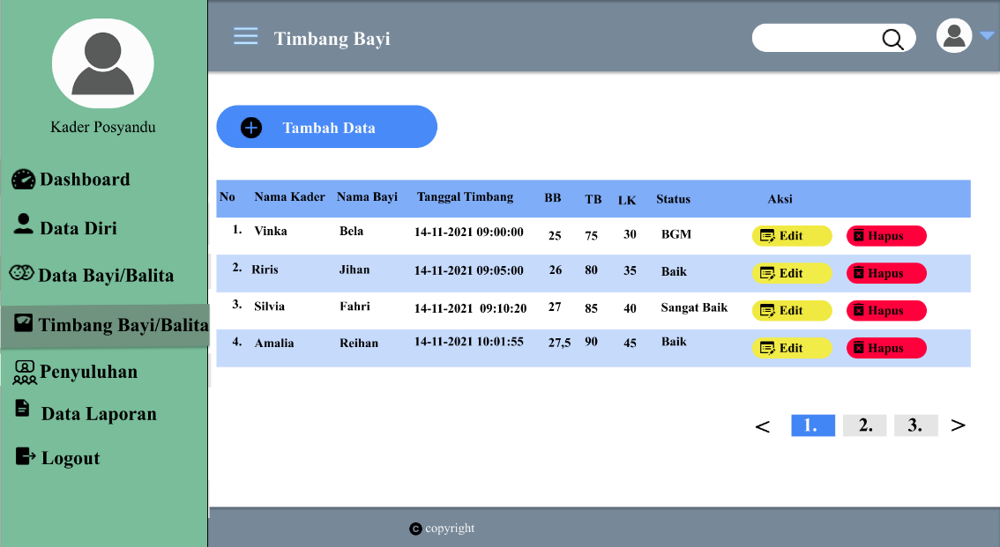 Timbang Bayi
Kader Posyandu
Dashboard
Data Diri
Data Bayi/Balita
Timbang Bayi/Balita
Penyuluhan
Data Laporan
Logout
Tambah Data
No Nama Kader Nama Bayi Tanggal Timbang BB TB LK Status Aksi
1. Vinka Bela 14-11-2021 09:00:00 25 75 30 BGM Edit Hapus
2. Riris Jihan 14-11-2021 09:05:00 26 80 35 Baik Edit Hapus
3. Silvia Fahri 14-11-2021 09:10:20 27 85 40 Sangat Baik Edit Hapus
4. Amalia Reihan 14-11-2021 10:01:55 27,5 90 45 Baik Edit Hapus
< 1. 2. 3. >
c copyright